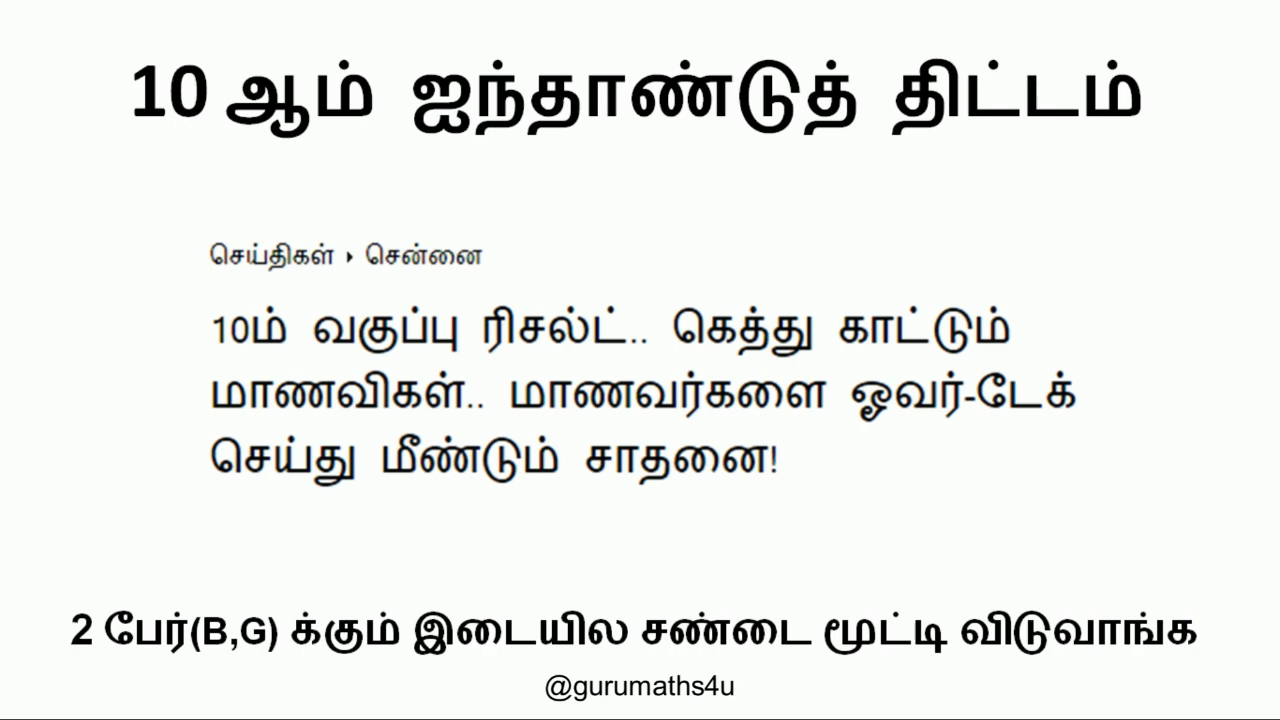 10 ஆம் ஐந்தாண்டுத் திட்டம்
செய்திகள் ▸ சென்னை
10ம் வகுப்பு ரிசல்ட்.. கெத்து காட்டும்
மாணவிகள்.. மாணவர்களை ஓவர்-டேக்
செய்து மீண்டும் சாதனை!
2 பேர்(B,G) க்கும் இடையில சண்டை மூட்டி விடுவாங்க
@gurumaths4u